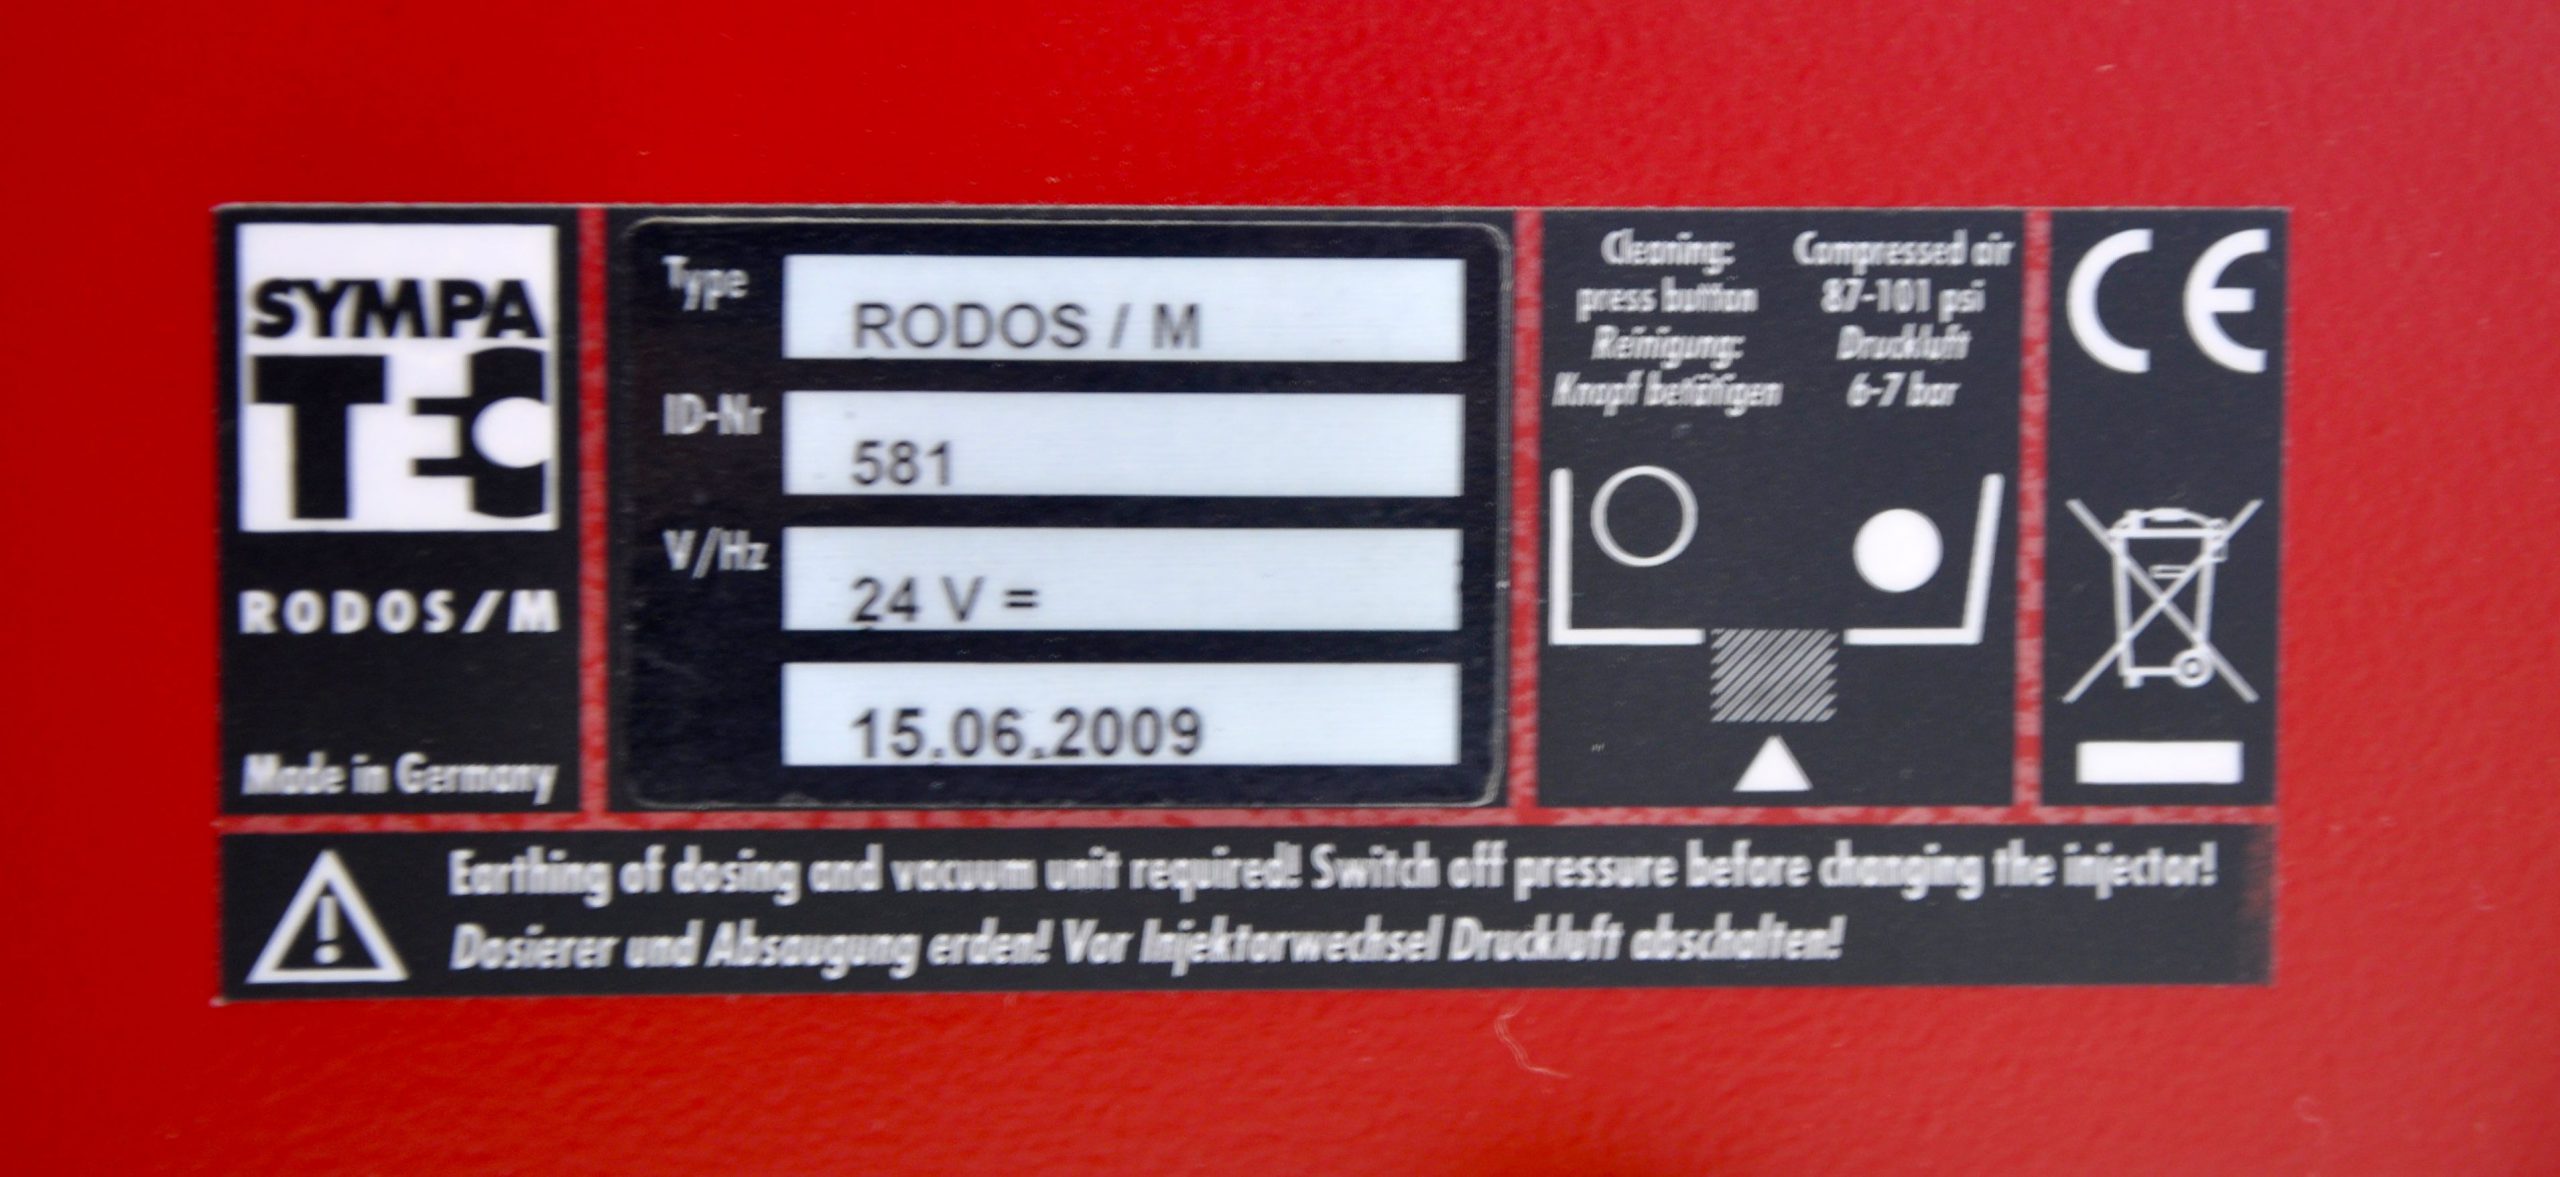 SYMPA
TEC
RODOS/M
Made in Germany
Type RODOS / M
ID-Nr 581
V/Hz 24 V =
15.06.2009
Cleaning:
press button
Reinigung:
Knopf betätigen
Compressed air
87-101 psi
Druckluft
6-7 bar
CE
Earthing of dosing and vacuum unit required! Switch off pressure before changing the injector!
Dosierer und Absaugung erden! Vor Injektorwechsel Druckluft abschalten!